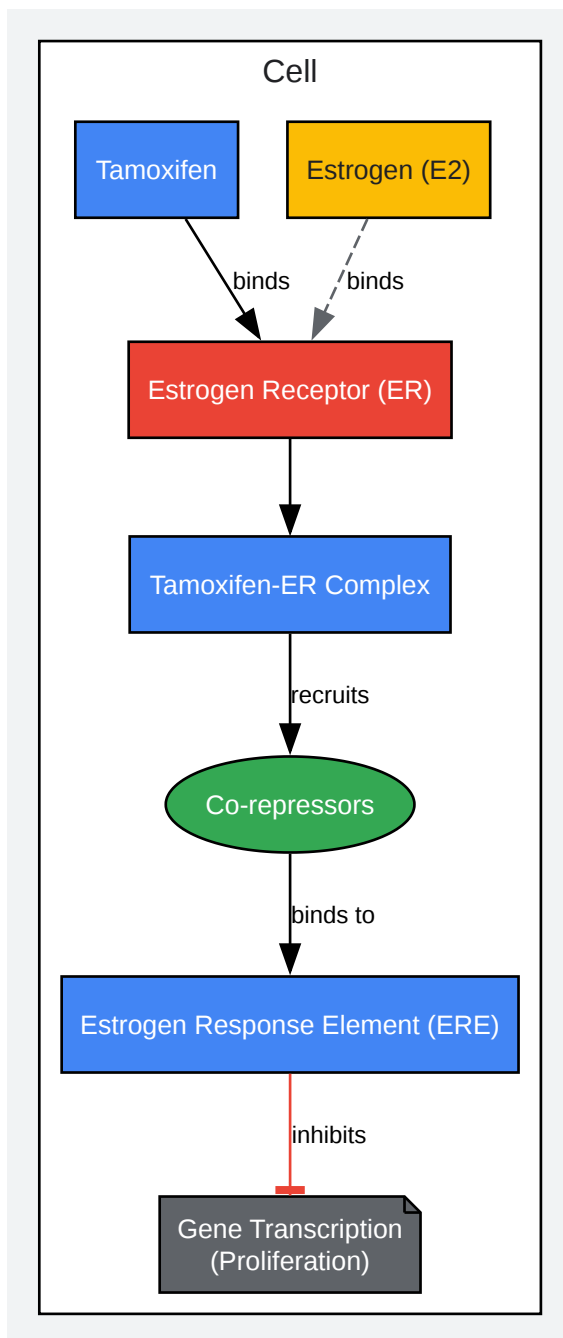 Cell
Tamoxifen
Estrogen (E2)
binds
binds
Estrogen Receptor (ER)
Tamoxifen-ER Complex
recruits
Co-repressors
binds to
Estrogen Response Element (ERE)
inhibits
Gene Transcription
(Proliferation)